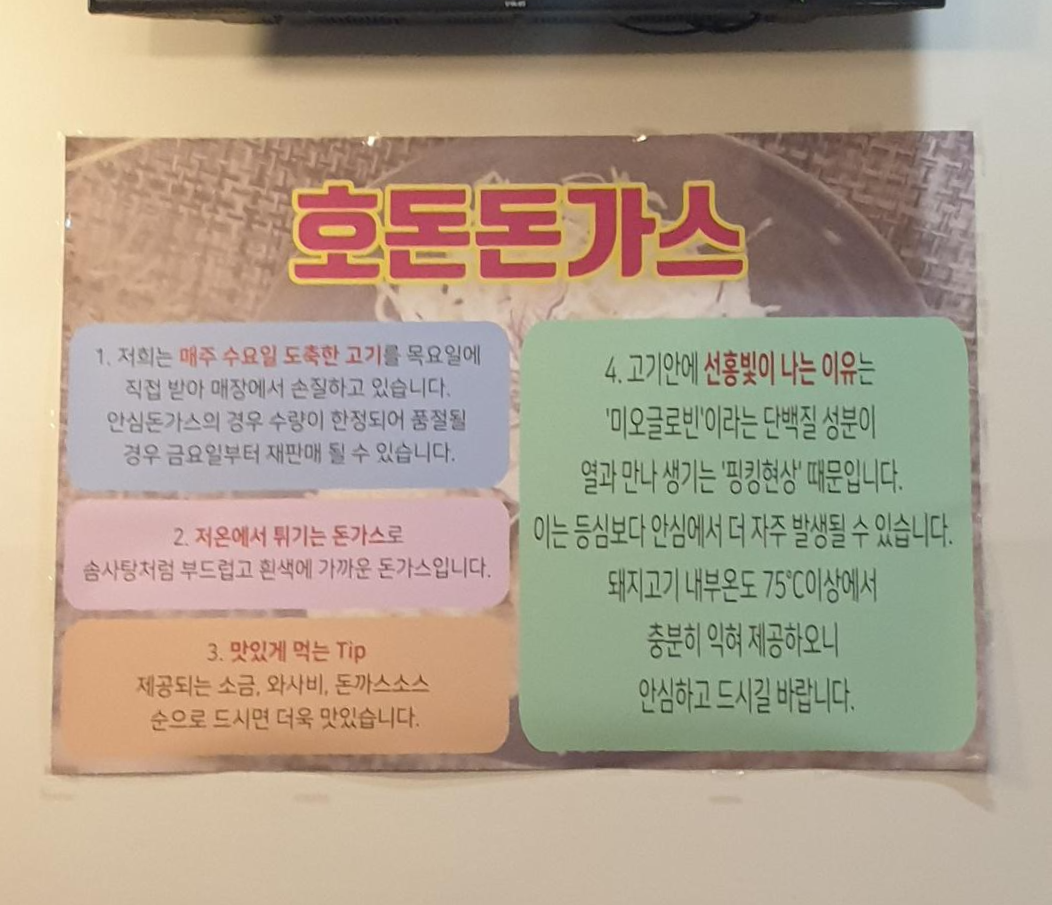 호돈돈가스
1. 저희는 매주 수요일 도축한 고기를 목요일에
직접 받아 매장에서 손질하고 있습니다.
안심돈가스의 경우 수량이 한정되어 품절될
경우 금요일부터 재판매 될 수 있습니다.
2. 저온에서 튀기는 돈가스로
솜사탕처럼 부드럽고 흰색에 가까운 돈가스입니다.
3. 맛있게 먹는 Tip
제공되는 소금, 와사비, 돈까스소스
순으로 드시면 더욱 맛있습니다.
4. 고기안에 선홍빛이 나는 이유는
'미오글로빈'이라는 단백질 성분이
열과 만나 생기는 '핑킹현상' 때문입니다.
이는 등심보다 안심에서 더 자주 발생될 수 있습니다.
돼지고기 내부온도 75℃이상에서
충분히 익혀 제공하오니
안심하고 드시길 바랍니다.